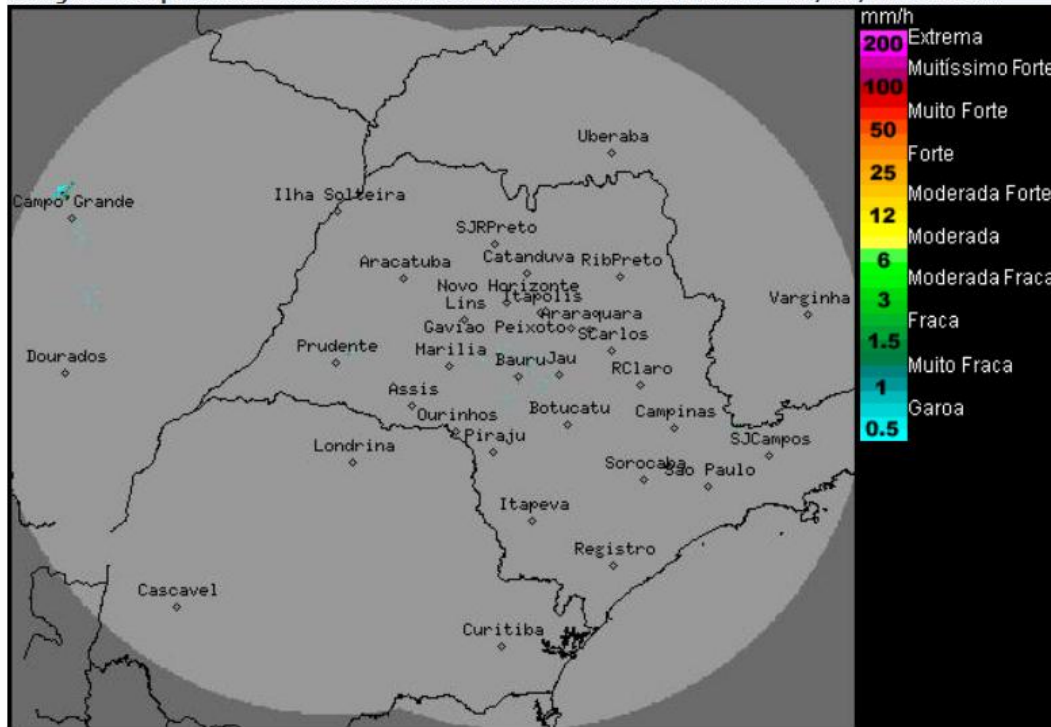 mm/h
200 Extrema
Muitíssimo Forte
100
Muito Forte
50
Forte
25
Moderada Forte
12
Moderada
6
Moderada Fraca
3
Fraca
1.5
Muito Fraca
1
Garoa
0.5
Uberaba
Campo Grande
Ilha Solteira
SJRPreto
Catanduva
RibPreto
Aracatuba
Novo Horizonte
Itapolis
Lins
Araraquara
Varginha
Gaviao Peixoto
SCarlos
Dourados
Prudente
Marilia
Bauru
Jau
RClaro
Assis
Ourinhos
Botucatu
Campinas
Piraju
Londrina
SJCampos
Sorocaba
Sao Paulo
Itapeva
Registro
Cascavel
Curitiba